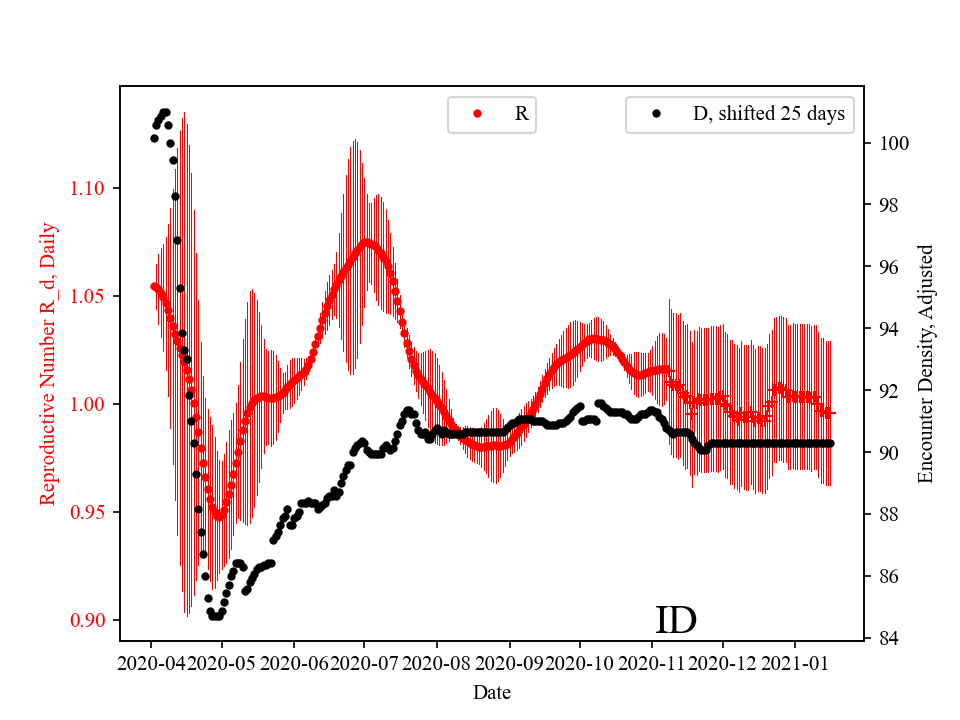 R
D, shifted 25 days
Reproductive Number R_d, Daily
1.10
1.05
1.00
0.95
0.90
100
98
96
94
92
90
88
86
84
Encounter Density, Adjusted
ID
2020-04 2020-05 2020-06 2020-07 2020-08 2020-09 2020-10 2020-11 2020-12 2021-01
Date